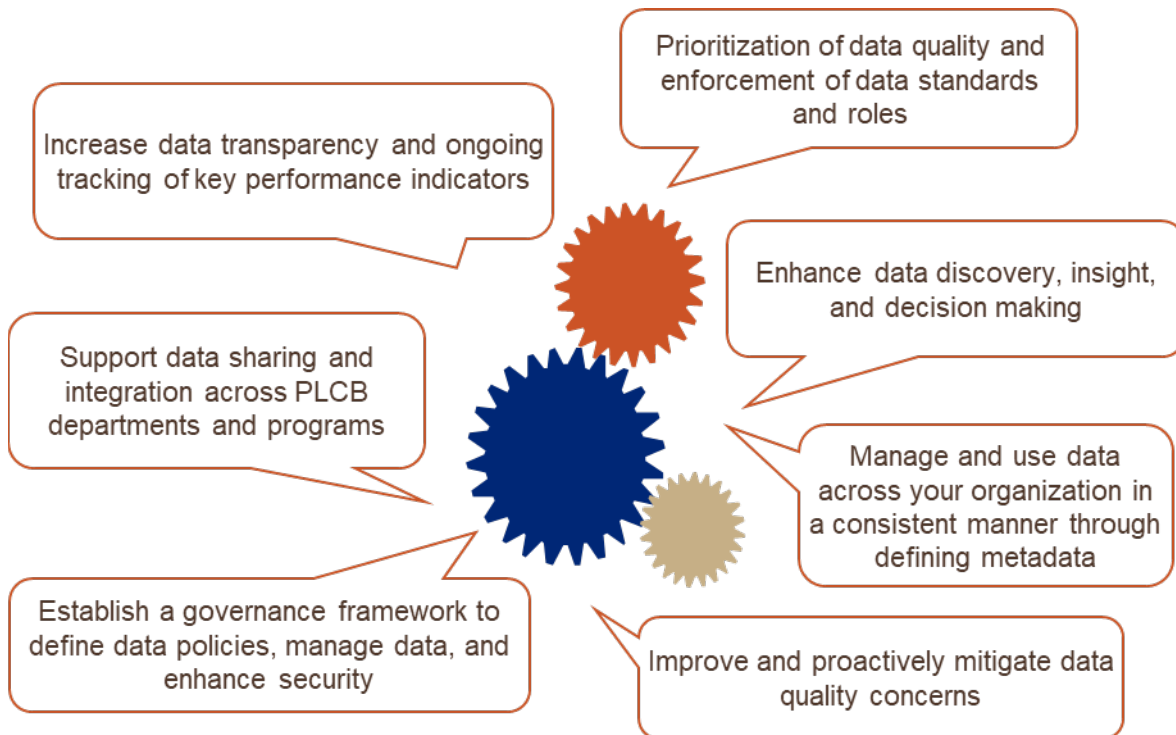 Prioritization of data quality and
enforcement of data standards
and roles
Increase data transparency and ongoing
tracking of key performance indicators
Enhance data discovery, insight,
and decision making
Support data sharing and
integration across PLCB
departments and programs
Manage and use data
across your organization in
a consistent manner through
defining metadata
Establish a governance framework to
define data policies, manage data, and
enhance security
Improve and proactively mitigate data
quality concerns